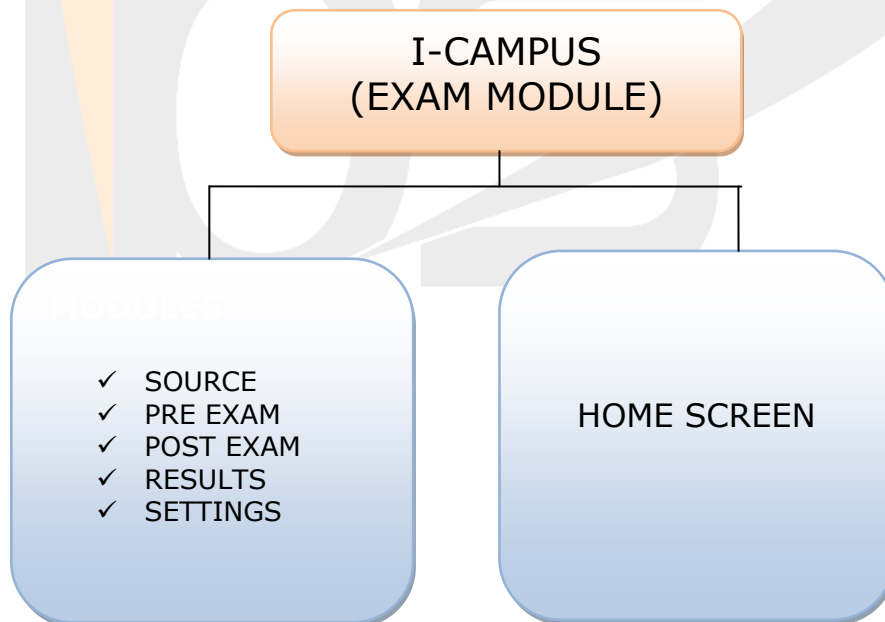 I-CAMPUS
(EXAM MODULE)
MODULES
✓ SOURCE
✓ PRE EXAM
✓ POST EXAM
✓ RESULTS
✓ SETTINGS
HOME SCREEN